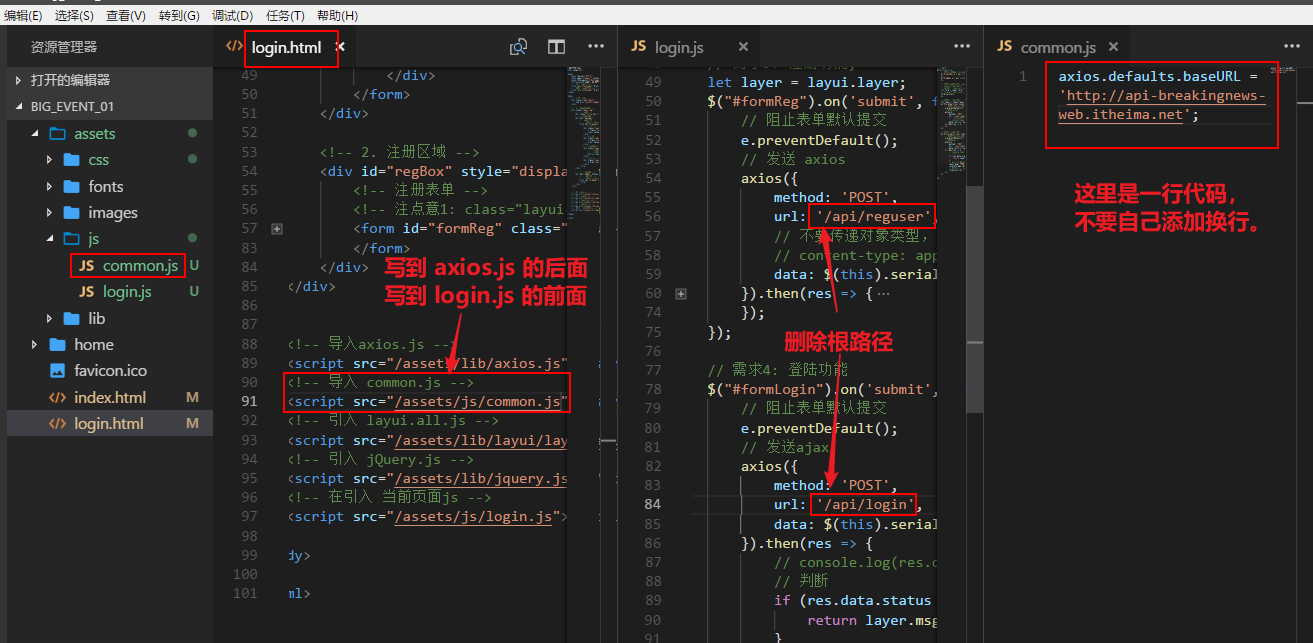 编辑(E) 选择(S) 查看(V) 转到(G) 调试(D) 任务(T) 帮助(H)
资源管理器
打开的编辑器
BIG_EVENT_01
assets
css
fonts
images
js
JS common.js U
JS login.js U
lib
home
favicon.ico
<> index.html M
<> login.html M
<> login.html ×
49 </div>
50 </form>
51 </div>
52
53 <!-- 2. 注册区域 -->
54 <div id="regBox" style="displa
55 <!-- 注册表单 -->
56 <!-- 注点意1: class="layui
57 <form id="formReg" class="
83 </form>
84 </div>
85 </div>
86
87
88 <!-- 导入axios.js -->
89 <script src="/assets/lib/axios.js"
90 <!-- 导入 common.js -->
91 <script src="/assets/js/common.js"
92 <!-- 引入 layui.all.js -->
93 <script src="/assets/lib/layui/lay
94 <!-- 引入 jQuery.js -->
95 <script src="/assets/lib/jquery.js
96 <!-- 在引入 当前页面js -->
97 <script src="/assets/js/login.js">
98
99 dy>
100
101 ml>
写到 axios.js 的后面
写到 login.js 的前面
JS login.js ×
49 let layer = layui.layer;
50 $("#formReg").on('submit', f
51 // 阻止表单默认提交
52 e.preventDefault();
53 // 发送 axios
54 axios({
55 method: 'POST',
56 url: '/api/reguser',
57 // 不要传递对象类型，
58 // content-type: app
59 data: $(this).serial
60 }).then(res => {…
74 });
75 });
76
77 // 需求4: 登陆功能
78 $("#formLogin").on('submit',
79 // 阻止表单默认提交
80 e.preventDefault();
81 // 发送ajax
82 axios({
83 method: 'POST',
84 url: '/api/login',
85 data: $(this).serial
86 }).then(res => {
87 // console.log(res.d
88 // 判断
89 if (res.data.status
90 return layer.msg
91 }
删除根路径
JS common.js ×
1 axios.defaults.baseURL =
'http://api-breakingnews-
web.itheima.net';
这里是一行代码，
不要自己添加换行。